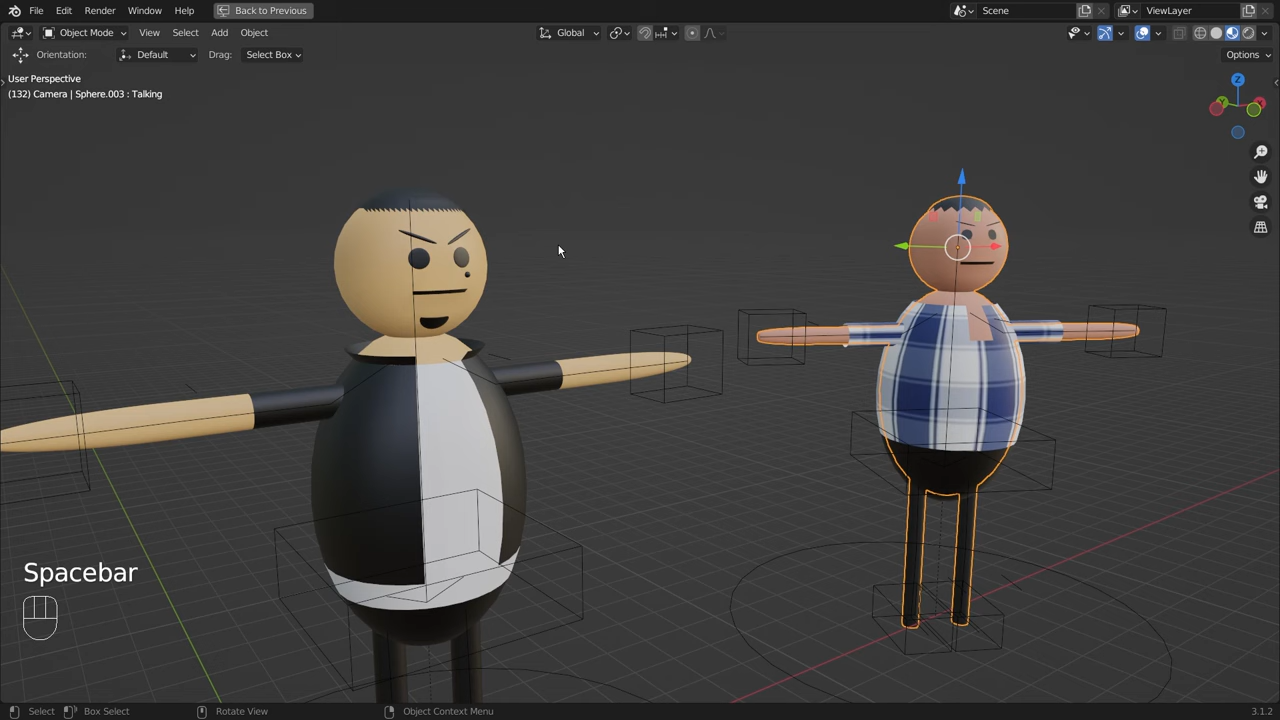 File Edit Render Window Help Back to Previous Scene ViewLayer
Object Mode View Select Add Object Global
Orientation: Default Drag: Select Box Options
User Perspective
(132) Camera | Sphere.003 : Talking
Z
Y
Spacebar
Select Box Select Rotate View Object Context Menu 3.1.2